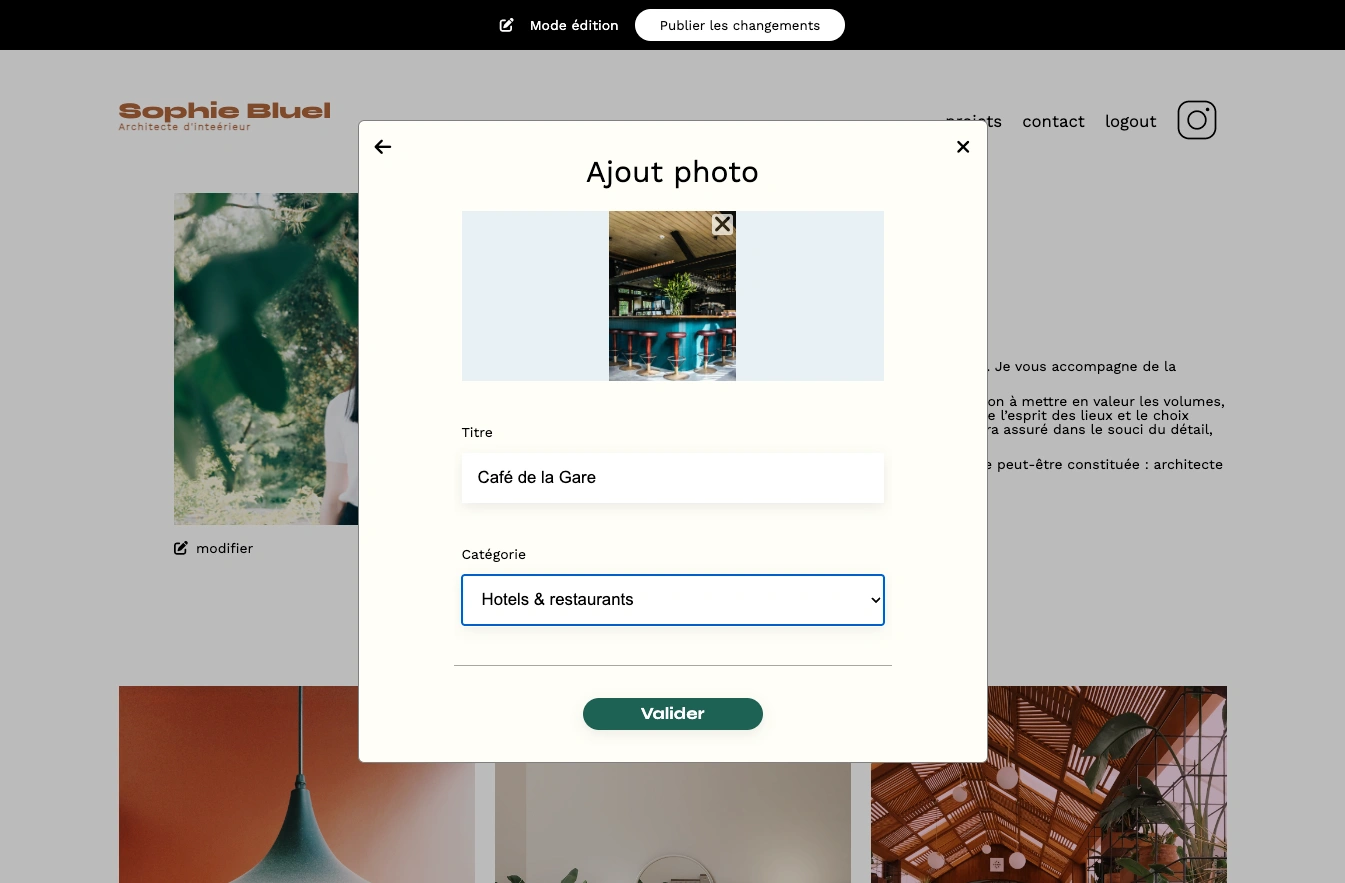 Mode édition
Publier les changements
Sophie Bluel
Architecte d'inteérieur
projets
contact
logout
Ajout photo
. Je vous accompagne de la
on à mettre en valeur les volumes,
e l'esprit des lieux et le choix
ra assuré dans le souci du détail,
e peut-être constituée : architecte
Titre
Café de la Gare
modifier
Catégorie
Hotels & restaurants
Valider